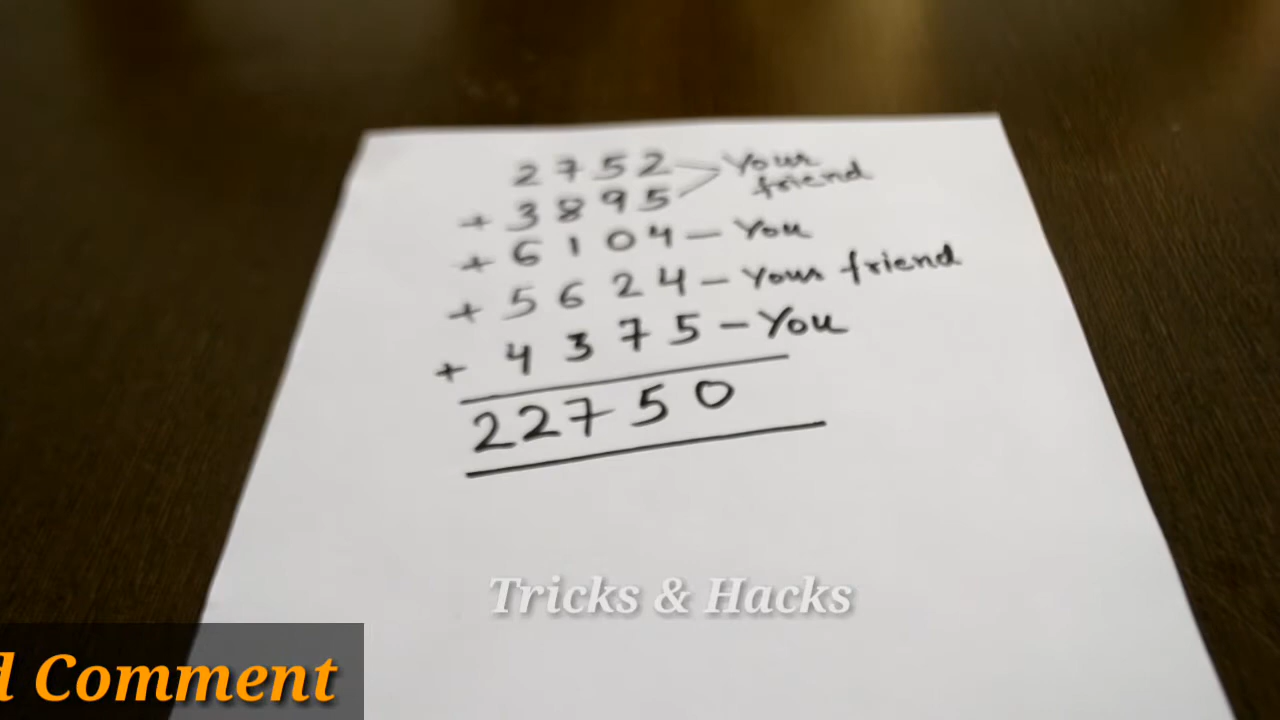 2752 Your
friend
+ 3895
+ 6104 - You
+ 5624 - Your friend
+ 4375 - You
22750
Tricks & Hacks
Comment